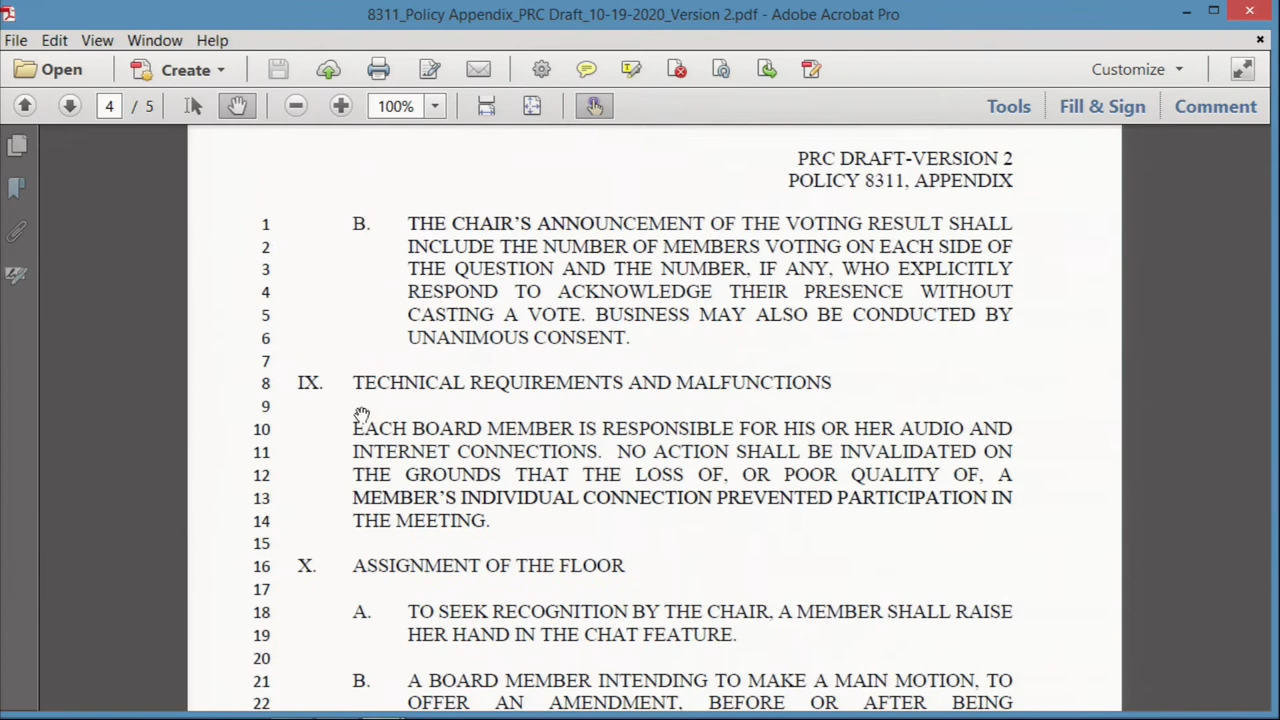 8311_Policy Appendix_PRC Draft_10-19-2020_Version 2.pdf - Adobe Acrobat Pro
File Edit View Window Help
Open Create Customize
4 / 5 100% Tools Fill & Sign Comment
PRC DRAFT-VERSION 2
POLICY 8311, APPENDIX
1 B. THE CHAIR'S ANNOUNCEMENT OF THE VOTING RESULT SHALL
2 INCLUDE THE NUMBER OF MEMBERS VOTING ON EACH SIDE OF
3 THE QUESTION AND THE NUMBER, IF ANY, WHO EXPLICITLY
4 RESPOND TO ACKNOWLEDGE THEIR PRESENCE WITHOUT
5 CASTING A VOTE. BUSINESS MAY ALSO BE CONDUCTED BY
6 UNANIMOUS CONSENT.
7
8 IX. TECHNICAL REQUIREMENTS AND MALFUNCTIONS
9
10 EACH BOARD MEMBER IS RESPONSIBLE FOR HIS OR HER AUDIO AND
11 INTERNET CONNECTIONS. NO ACTION SHALL BE INVALIDATED ON
12 THE GROUNDS THAT THE LOSS OF, OR POOR QUALITY OF, A
13 MEMBER'S INDIVIDUAL CONNECTION PREVENTED PARTICIPATION IN
14 THE MEETING.
15
16 X. ASSIGNMENT OF THE FLOOR
17
18 A. TO SEEK RECOGNITION BY THE CHAIR, A MEMBER SHALL RAISE
19 HER HAND IN THE CHAT FEATURE.
20
21 B. A BOARD MEMBER INTENDING TO MAKE A MAIN MOTION, TO
22 OFFER AN AMENDMENT, BEFORE OR AFTER BEING